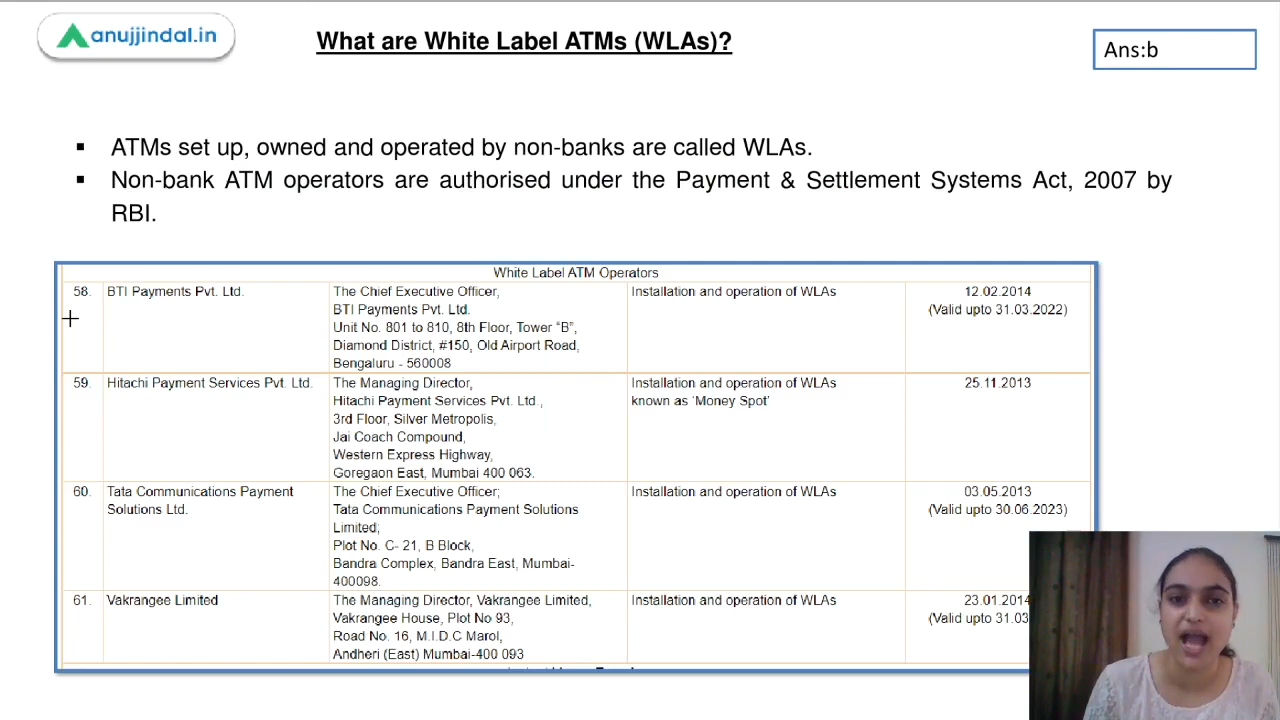 anujjindal.in
What are White Label ATMs (WLAs)?
Ans:b
▪ ATMs set up, owned and operated by non-banks are called WLAs.
▪ Non-bank ATM operators are authorised under the Payment & Settlement Systems Act, 2007 by
RBI.
White Label ATM Operators
58. BTI Payments Pvt. Ltd. The Chief Executive Officer, Installation and operation of WLAs 12.02.2014
BTI Payments Pvt. Ltd. (Valid upto 31.03.2022)
Unit No. 801 to 810, 8th Floor, Tower “B”,
Diamond District, #150, Old Airport Road,
Bengaluru - 560008
59. Hitachi Payment Services Pvt. Ltd. The Managing Director, Installation and operation of WLAs 25.11.2013
Hitachi Payment Services Pvt. Ltd., known as ‘Money Spot’
3rd Floor, Silver Metropolis,
Jai Coach Compound,
Western Express Highway,
Goregaon East, Mumbai 400 063.
60. Tata Communications Payment The Chief Executive Officer; Installation and operation of WLAs 03.05.2013
Solutions Ltd. Tata Communications Payment Solutions (Valid upto 30.06.2023)
Limited;
Plot No. C- 21, B Block,
Bandra Complex, Bandra East, Mumbai-
400098.
61. Vakrangee Limited The Managing Director, Vakrangee Limited, Installation and operation of WLAs 23.01.2014
Vakrangee House, Plot No 93, (Valid upto 31.03
Road No. 16, M.I.D.C Marol,
Andheri (East) Mumbai-400 093